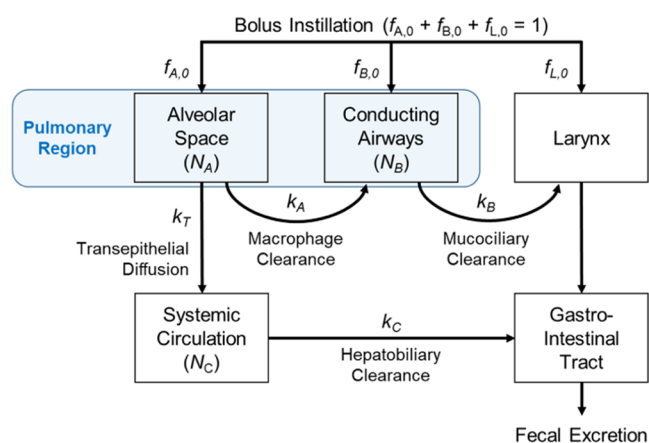 Bolus Instillation (fA,0 + fB,0 + fL,0 = 1)
fA,0
fB,0
fL,0
Pulmonary
Region
Alveolar
Space
(NA)
Conducting
Airways
(NB)
Larynx
kT
kA
kB
Transepithelial
Diffusion
Macrophage
Clearance
Mucociliary
Clearance
Systemic
Circulation
(NC)
kC
Hepatobiliary
Clearance
Gastro-
Intestinal
Tract
Fecal Excretion